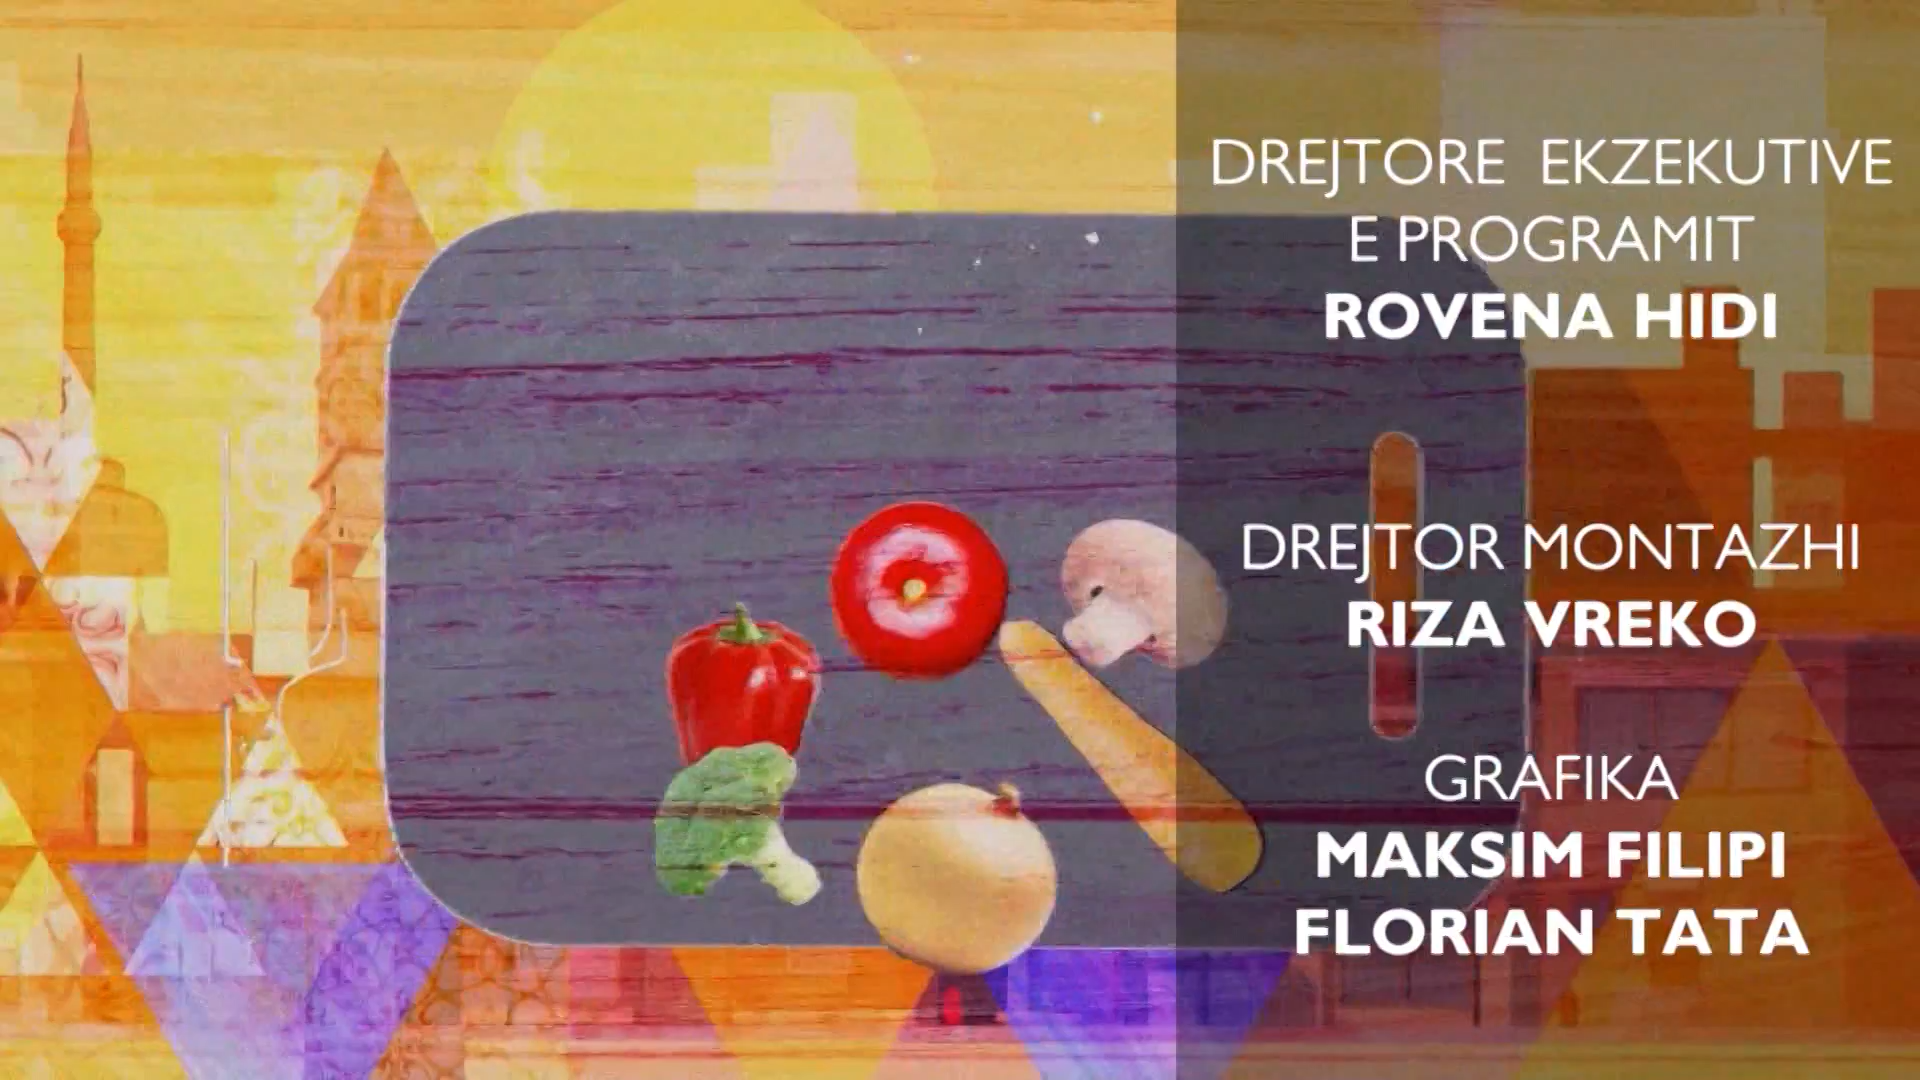 DREJTORE EKZEKUTIVE
E PROGRAMIT
ROVENA HIDI
DREJTOR MONTAZHI
RIZA VREKO
GRAFIKA
MAKSIM FILIPI
FLORIAN TATA